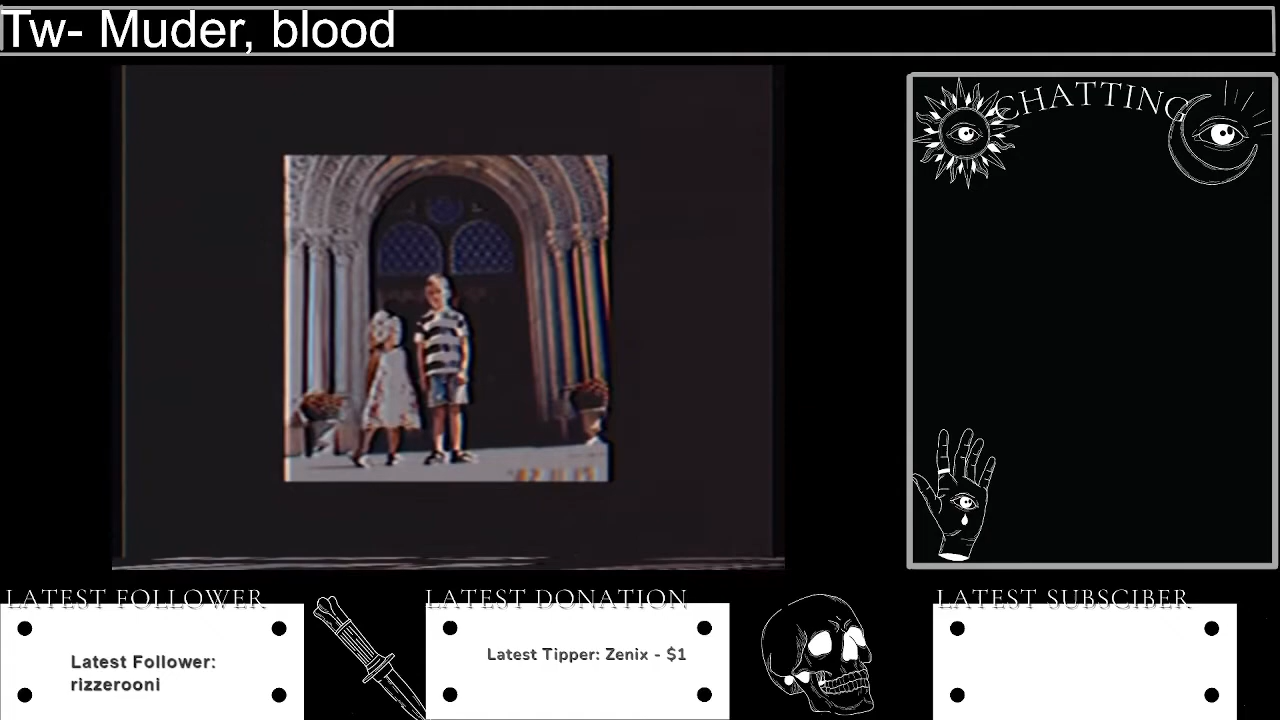 Tw- Muder, blood
CHATTING
LATEST FOLLOWER
LATEST DONATION
LATEST SUBSCIBER
Latest Follower:
rizzerooni
Latest Tipper: Zenix - $1